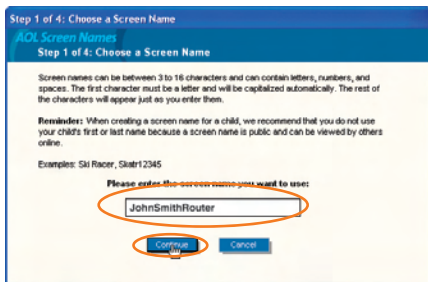 Step 1 of 4: Choose a Screen Name
AOL Screen Names
Step 1 of 4: Choose a Screen Name
Screen names can be between 3 to 16 characters and can contain letters, numbers, and
spaces. The first character must be a letter and will be capitalized automatically. The rest of
the characters will appear just as you enter them.
Reminder: When creating a screen name for a child, we recommend that you do not use
your child's first or last name because a screen name is public and can be viewed by others
online.
Examples: Ski Racer, Skatr12345
Please enter the screen name you want to use:
JohnSmithRouter
Continue Cancel